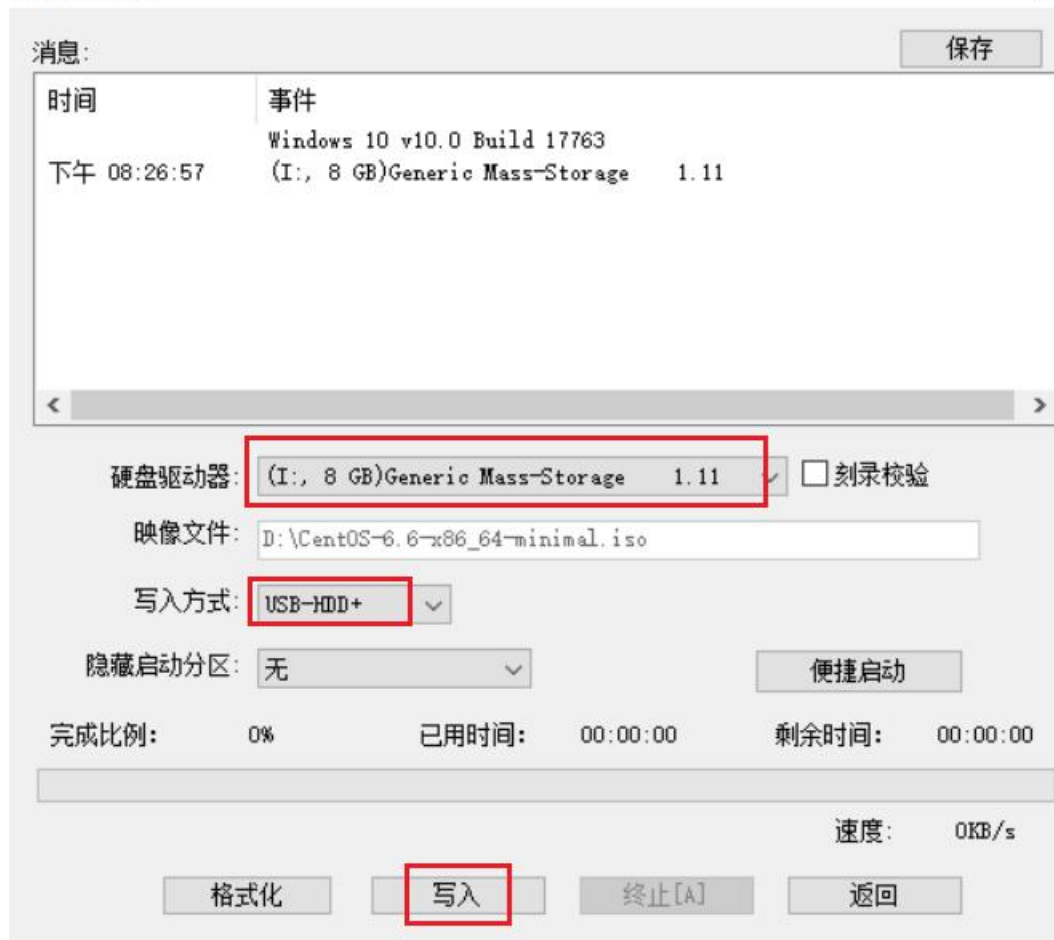 消息: 保存
时间 事件
Windows 10 v10.0 Build 17763
下午 08:26:57 (I:, 8 GB)Generic Mass-Storage 1.11
硬盘驱动器: (I:, 8 GB)Generic Mass-Storage 1.11 刻录校验
映像文件: D:\CentOS-6.6-x86_64-minimal.iso
写入方式: USB-HDD+
隐藏启动分区: 无 便捷启动
完成比例: 0% 已用时间: 00:00:00 剩余时间: 00:00:00
速度: 0KB/s
格式化 写入 终止[A] 返回